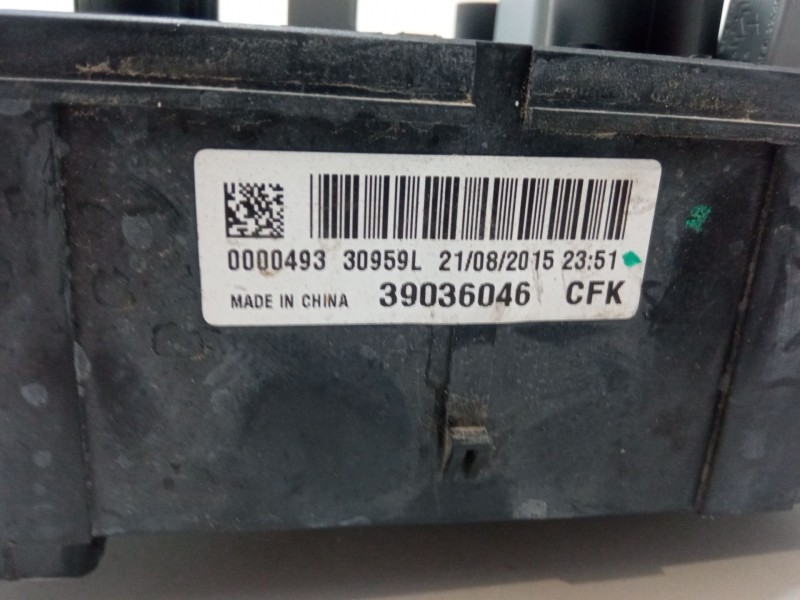 0000493 30959L 21/08/2015 23:51
MADE IN CHINA 39036046 CFK